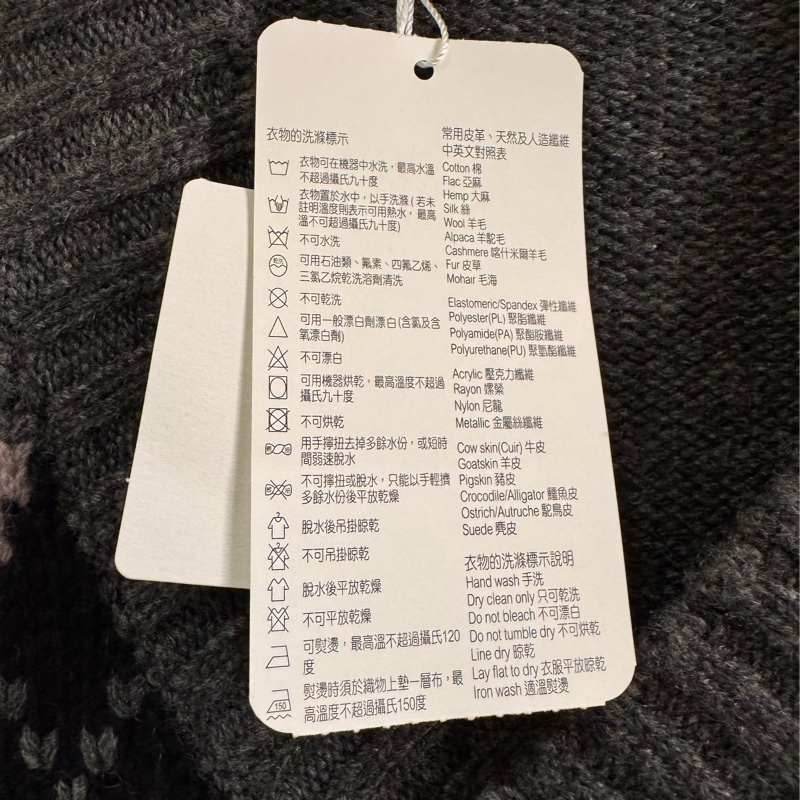 衣物的洗滌標示
衣物可在機器中水洗，最高水溫
不超過攝氏九十度
衣物置於水中，以手洗滌(若未
註明溫度則表示可用熱水，最高
溫不可超過攝氏九十度)
不可水洗
可用石油類、氟素、四氟乙烯、
三氯乙烷乾洗溶劑清洗
不可乾洗
可用一般漂白劑漂白(含氯及含
氧漂白劑)
不可漂白
可用機器烘乾，最高溫度不超過
攝氏九十度
不可烘乾
用手擰扭去掉多餘水份，或短時
間弱速脫水
不可擰扭或脫水，只能以手輕擠
多餘水份後平放乾燥
脫水後吊掛晾乾
不可吊掛晾乾
脫水後平放乾燥
不可平放乾燥
可熨燙，最高溫不超過攝氏120
度
150
熨燙時須於織物上墊一層布，最
高溫度不超過攝氏150度
常用皮革、天然及人造纖維
中英文對照表
Cotton 棉
Flac 亞麻
Hemp 大麻
Silk 絲
Wool 羊毛
Alpaca 羊駝毛
Cashmere 喀什米爾羊毛
Fur 皮草
Mohair 毛海
Elastomeric/Spandex 彈性纖維
Polyester(PL) 聚脂纖維
Polyamide(PA) 聚酯胺纖維
Polyurethane(PU) 聚氨酯纖維
Acrylic 壓克力纖維
Rayon 嫘縈
Nylon 尼龍
Metallic 金屬絲纖維
Cow skin(Cuir) 牛皮
Goatskin 羊皮
Pigskin 豬皮
Crocodile/Alligator 鱷魚皮
Ostrich/Autruche 駝鳥皮
Suede 麂皮
衣物的洗滌標示說明
Hand wash 手洗
Dry clean only 只可乾洗
Do not bleach 不可漂白
Do not tumble dry 不可烘乾
Line dry 晾乾
Lay flat to dry 衣服平放晾乾
Iron wash 適溫熨燙